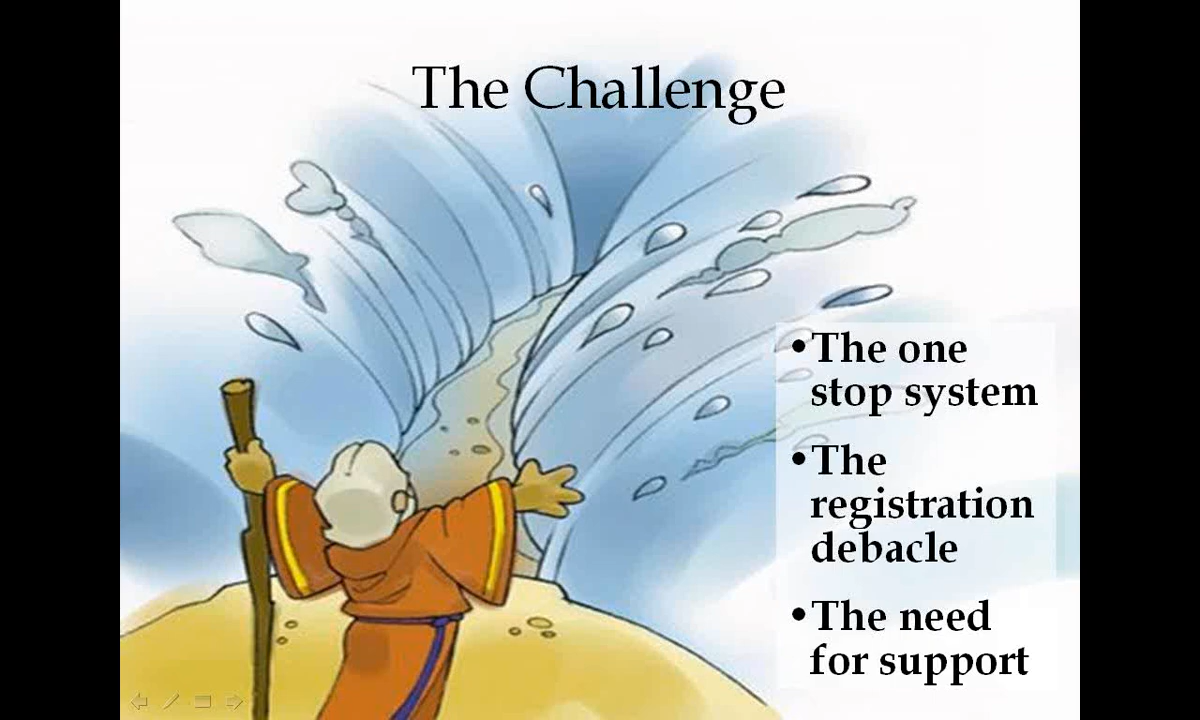 The Challenge
•The one
stop system
•The
registration
debacle
•The need
for support